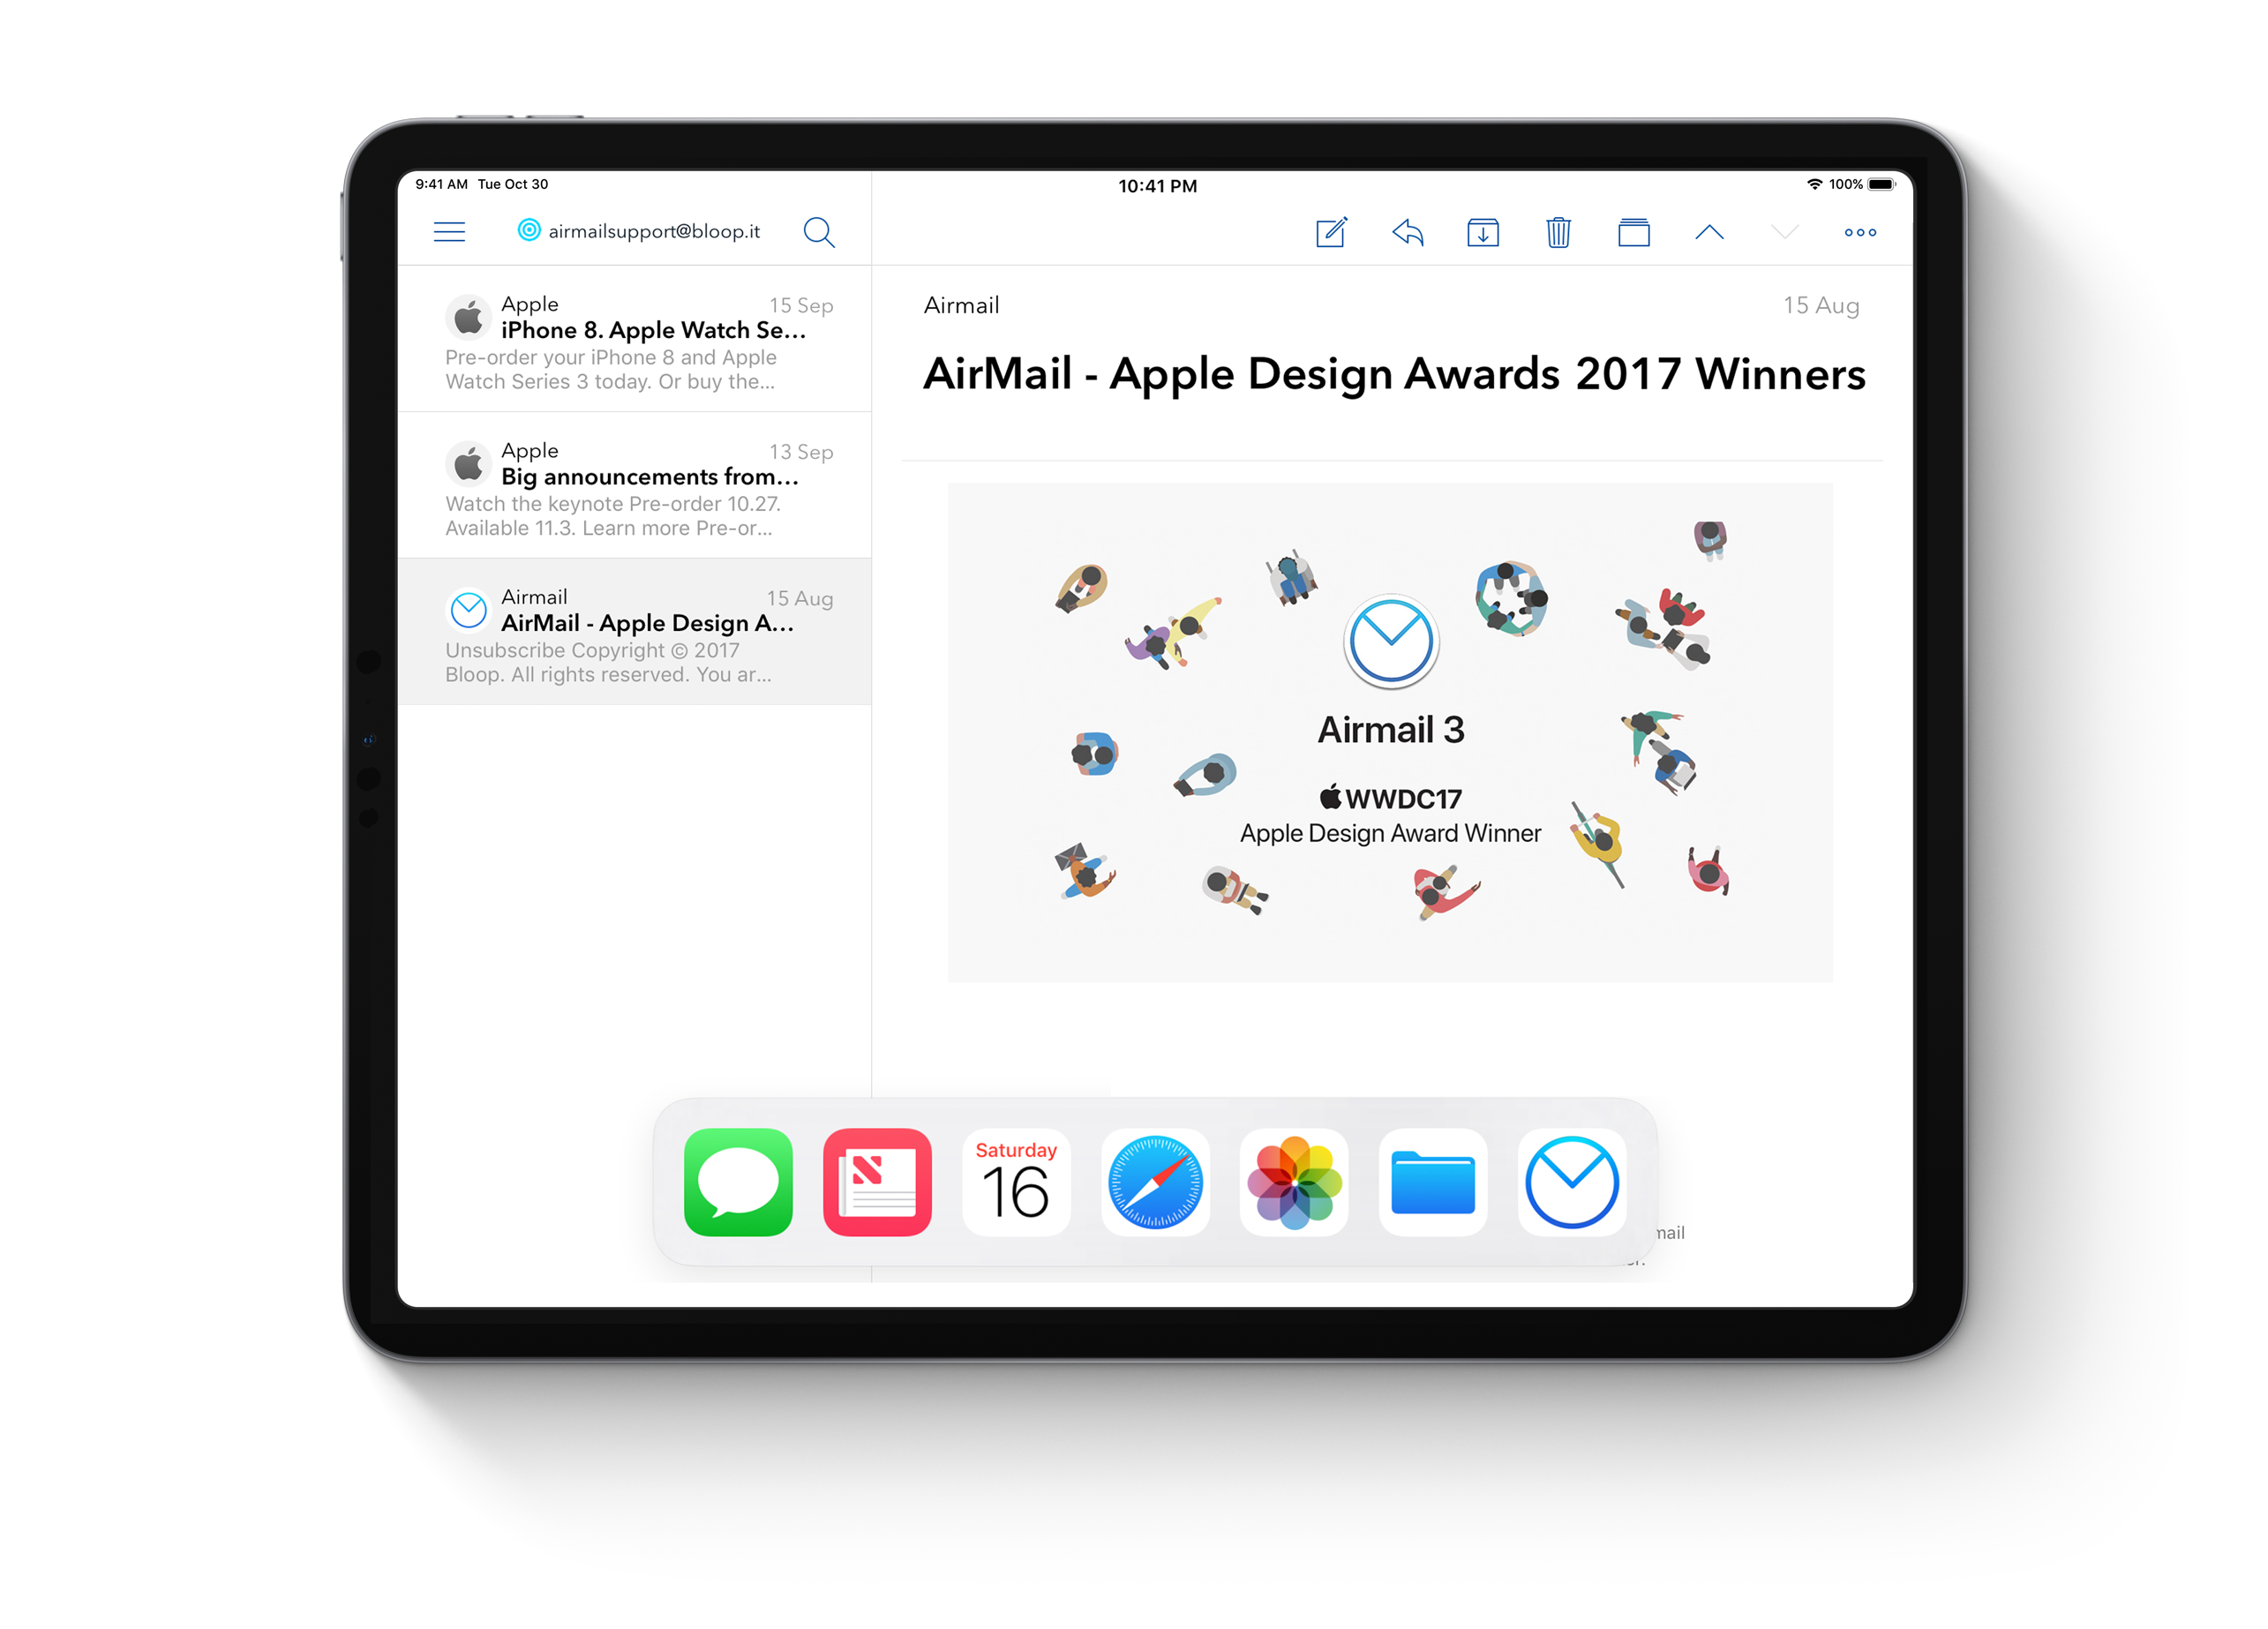 9:41 AM Tue Oct 30
10:41 PM
100%
airmailsupport@bloop.it
Apple
15 Sep
iPhone 8. Apple Watch Se...
Pre-order your iPhone 8 and Apple
Watch Series 3 today. Or buy the...
Apple
13 Sep
Big announcements from...
Watch the keynote Pre-order 10.27.
Available 11.3. Learn more Pre-or...
Airmail
15 Aug
AirMail - Apple Design A...
Unsubscribe Copyright © 2017
Bloop. All rights reserved. You ar...
Airmail
15 Aug
AirMail - Apple Design Awards 2017 Winners
Airmail 3
WWDC17
Apple Design Award Winner
Saturday
16
mail